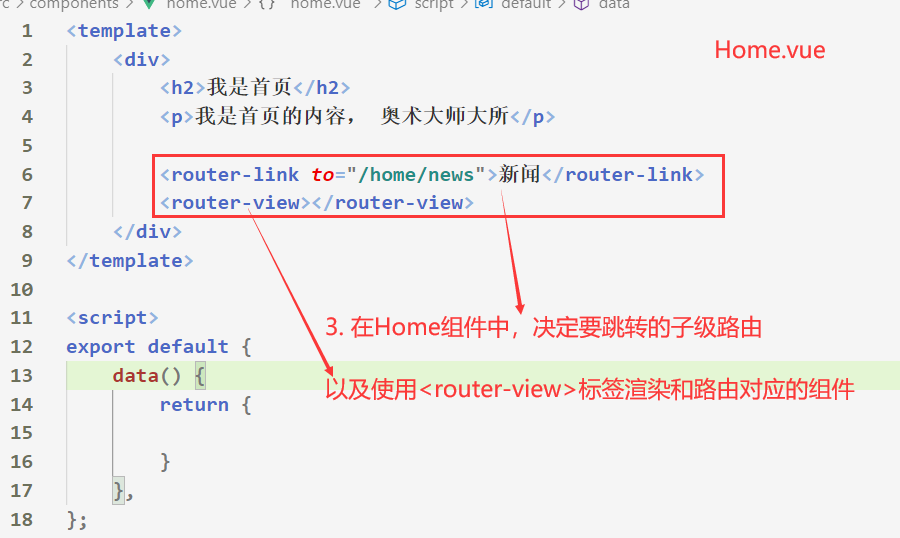 components > home.vue > {} home.vue > script > default > data
Home.vue
1 <template>
2 <div>
3 <h2>我是首页</h2>
4 <p>我是首页的内容， 奥术大师大所</p>
5
6 <router-link to="/home/news">新闻</router-link>
7 <router-view></router-view>
8 </div>
9 </template>
10
11 <script>
3. 在Home组件中，决定要跳转的子级路由
12 export default {
13 data() {
以及使用<router-view>标签渲染和路由对应的组件
14 return {
15
16 }
17 },
18 };